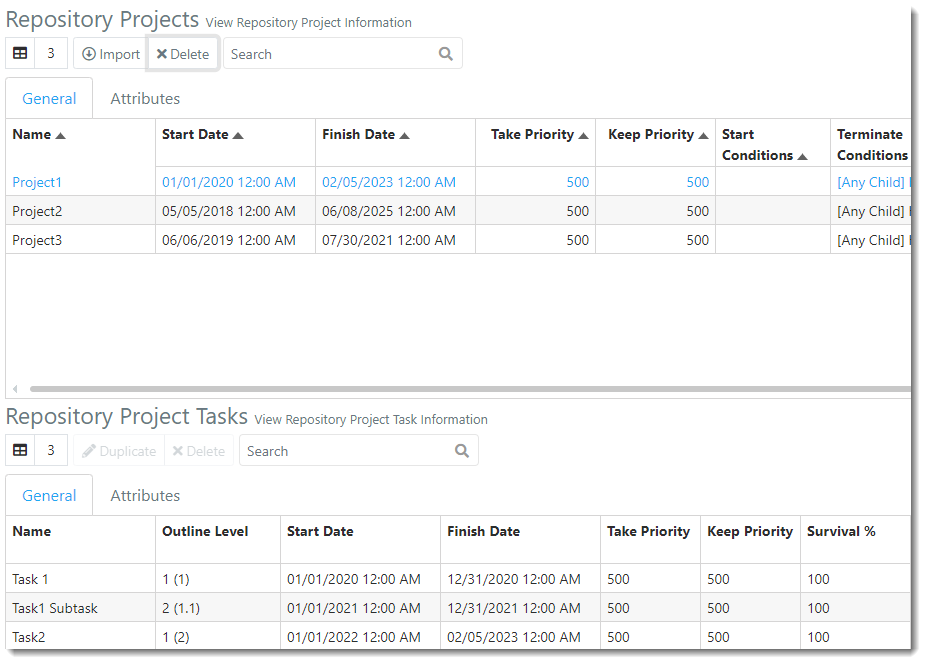 Repository Projects View Repository Project Information
3 Import Delete Search
General Attributes
Name Start Date Finish Date Take Priority Keep Priority Start Conditions Terminate Conditions
Project1 01/01/2020 12:00 AM 02/05/2023 12:00 AM 500 500 [Any Child]
Project2 05/05/2018 12:00 AM 06/08/2025 12:00 AM 500 500 [Any Child]
Project3 06/06/2019 12:00 AM 07/30/2021 12:00 AM 500 500 [Any Child]
Repository Project Tasks View Repository Project Task Information
3 Duplicate Delete Search
General Attributes
Name Outline Level Start Date Finish Date Take Priority Keep Priority Survival %
Task 1 1 (1) 01/01/2020 12:00 AM 12/31/2020 12:00 AM 500 500 100
Task1 Subtask 2 (1.1) 01/01/2021 12:00 AM 12/31/2021 12:00 AM 500 500 100
Task2 1 (2) 01/01/2022 12:00 AM 02/05/2023 12:00 AM 500 500 100